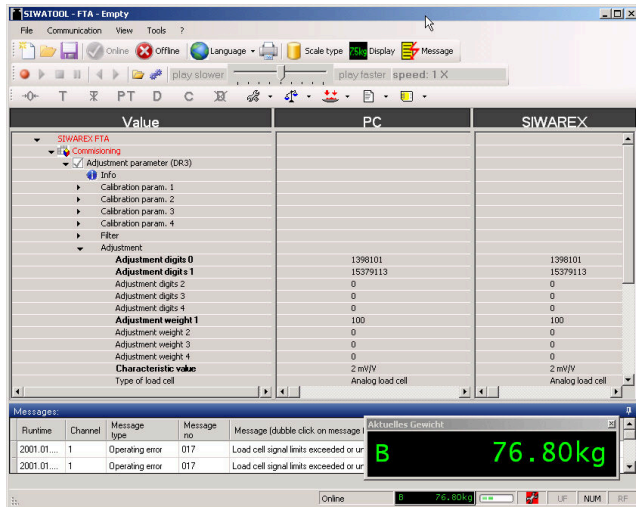 SIWATOOL - FTA - Empty
File Communication View Tools ?
Online Offline Language Scale type 75kg Display Message
play slower play faster speed: 1 X
→0← T PT D C
Value PC SIWAREX
SIWAREX FTA
Commisioning
Adjustment parameter (DR3)
Info
Calibration param. 1
Calibration param. 2
Calibration param. 3
Calibration param. 4
Filter
Adjustment
Adjustment digits 0 1398101 1398101
Adjustment digits 1 15379113 15379113
Adjustment digits 2 0 0
Adjustment digits 3 0 0
Adjustment digits 4 0 0
Adjustment weight 1 100 100
Adjustment weight 2 0 0
Adjustment weight 3 0 0
Adjustment weight 4 0 0
Characteristic value 2 mV/V 2 mV/V
Type of load cell Analog load cell Analog load cell
Messages:
Runtime Channel Message type Message no Message (dubble click on message
2001.01.... 1 Operating error 017 Load cell signal limits exceeded or un
2001.01.... 1 Operating error 017 Load cell signal limits exceeded or un
Aktuelles Gewicht
B 76.80kg
Online B 76.80kg UF NUM RF